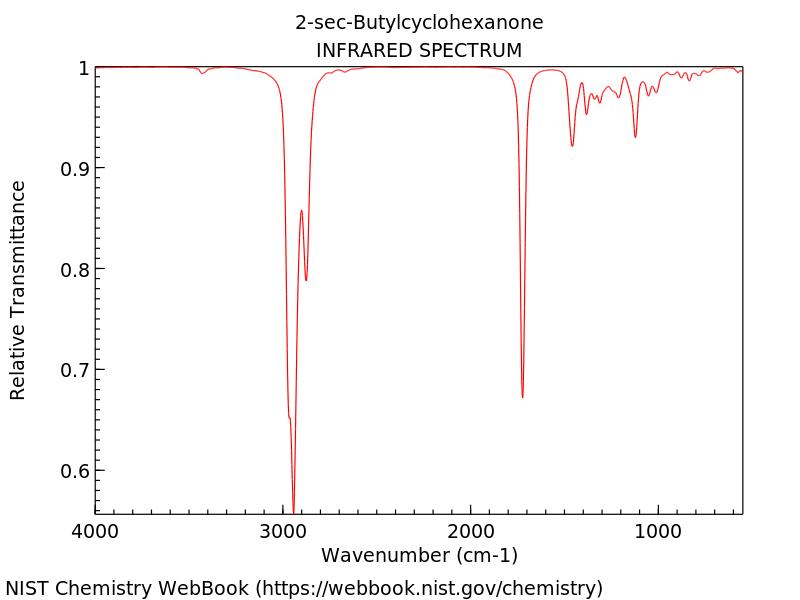 2-sec-Butylcyclohexanone
INFRARED SPECTRUM
1
0.9
0.8
0.7
0.6
Relative Transmittance
4000 3000 2000 1000
Wavenumber (cm-1)
NIST Chemistry WebBook (https://webbook.nist.gov/chemistry)